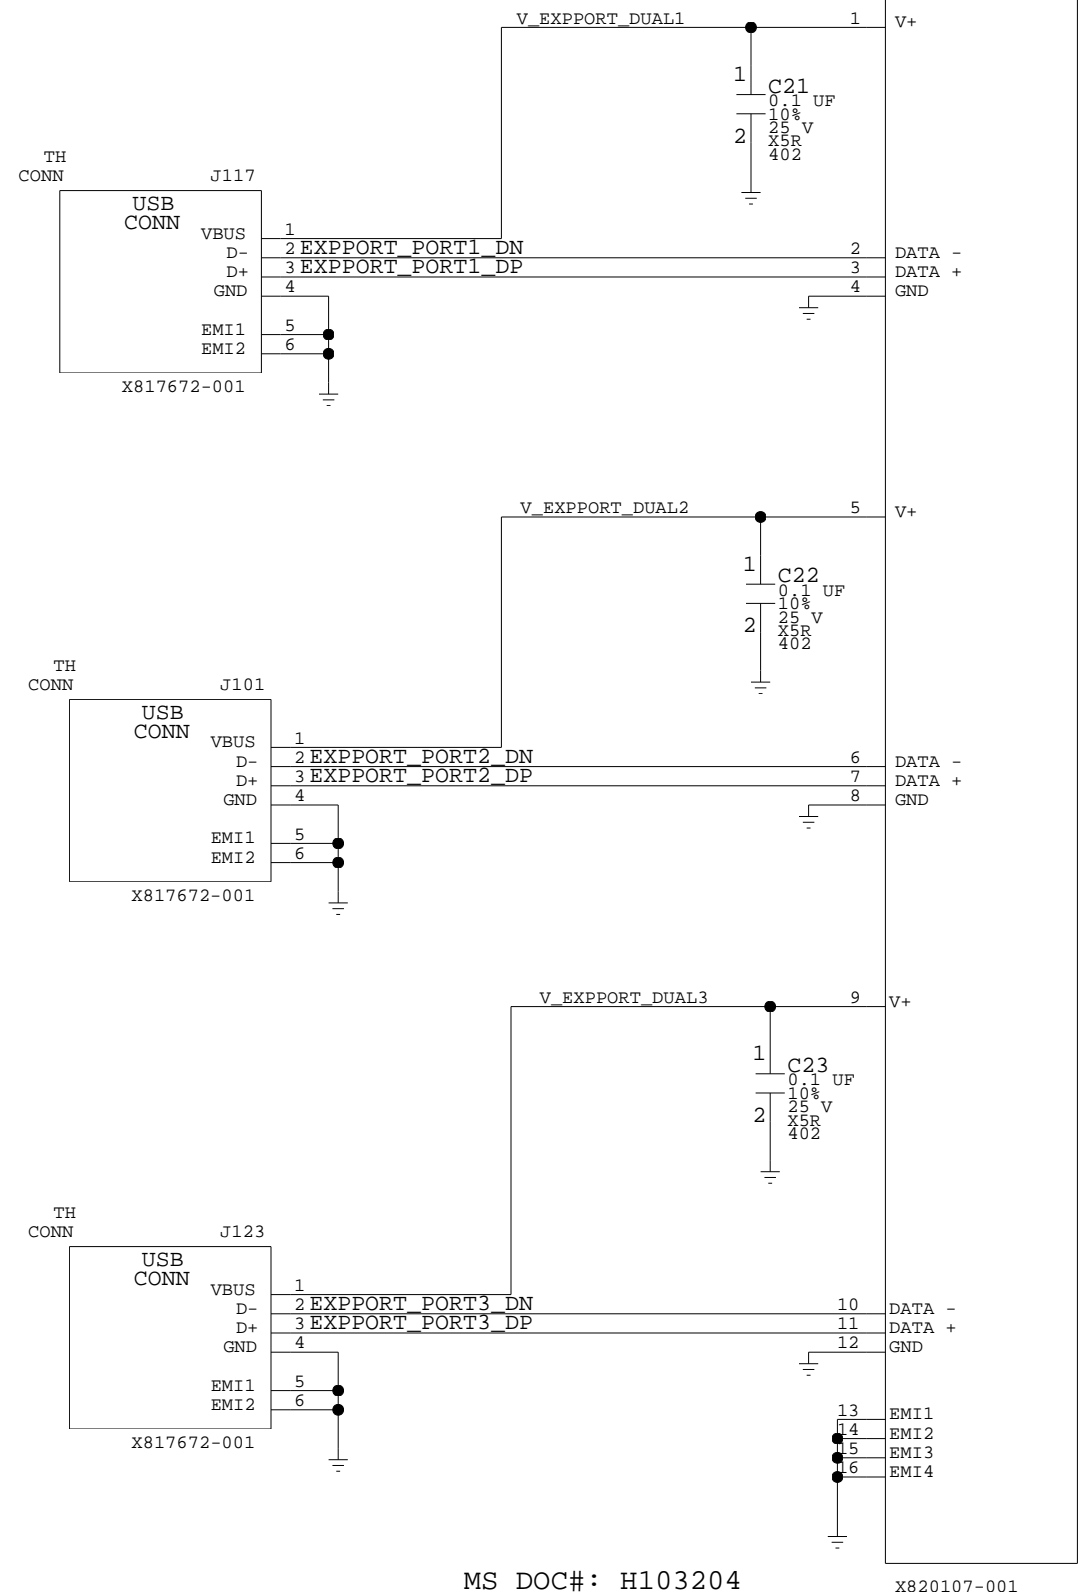 V_EXPPORT_DUAL1
1
V+
1
C21
0.1 UF
10%
25 V
X5R
402
2
TH
CONN
J117
USB
CONN
VBUS
1
D-
2
EXPPORT_PORT1_DN
2
DATA -
D+
3
EXPPORT_PORT1_DP
3
DATA +
GND
4
4
GND
EMI1
5
EMI2
6
X817672-001
V_EXPPORT_DUAL2
5
V+
1
C22
0.1 UF
10%
25 V
X5R
402
2
TH
CONN
J101
USB
CONN
VBUS
1
D-
2
EXPPORT_PORT2_DN
6
DATA -
D+
3
EXPPORT_PORT2_DP
7
DATA +
GND
4
8
GND
EMI1
5
EMI2
6
X817672-001
V_EXPPORT_DUAL3
9
V+
1
C23
0.1 UF
10%
25 V
X5R
402
2
TH
CONN
J123
USB
CONN
VBUS
1
D-
2
EXPPORT_PORT3_DN
10
DATA -
D+
3
EXPPORT_PORT3_DP
11
DATA +
GND
4
12
GND
EMI1
5
EMI2
6
X817672-001
13
EMI1
14
EMI2
15
EMI3
16
EMI4
MS DOC#: H103204
X820107-001